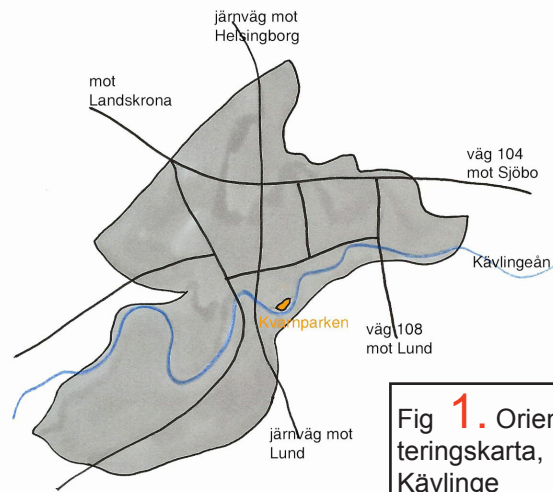 järnväg mot
Helsingborg
mot
Landskrona
väg 104
mot Sjöbo
Kävlingeån
Kvarnparken
väg 108
mot Lund
järnväg mot
Lund
Fig 1. Orien-
teringskarta,
Kävlinge